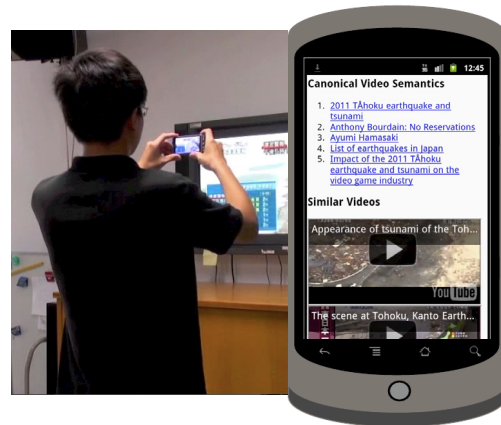 12:45
Canonical Video Semantics
1. 2011 TÅhoku earthquake and
tsunami
2. Anthony Bourdain: No Reservations
3. Ayumi Hamasaki
4. List of earthquakes in Japan
5. Impact of the 2011 TÅhoku
earthquake and tsunami on the
video game industry
Similar Videos
Appearance of tsunami of the Toh...
YouTube
The scene at Tohoku, Kanto Earth...